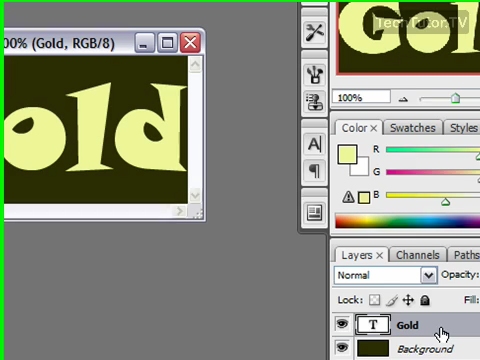 TechTutor.TV
Gold
00% (Gold, RGB/8)
old
100%
Color × Swatches Styles
R
G
B
A
Layers × Channels Paths
Normal Opacity:
Lock: Fill:
T Gold
Background